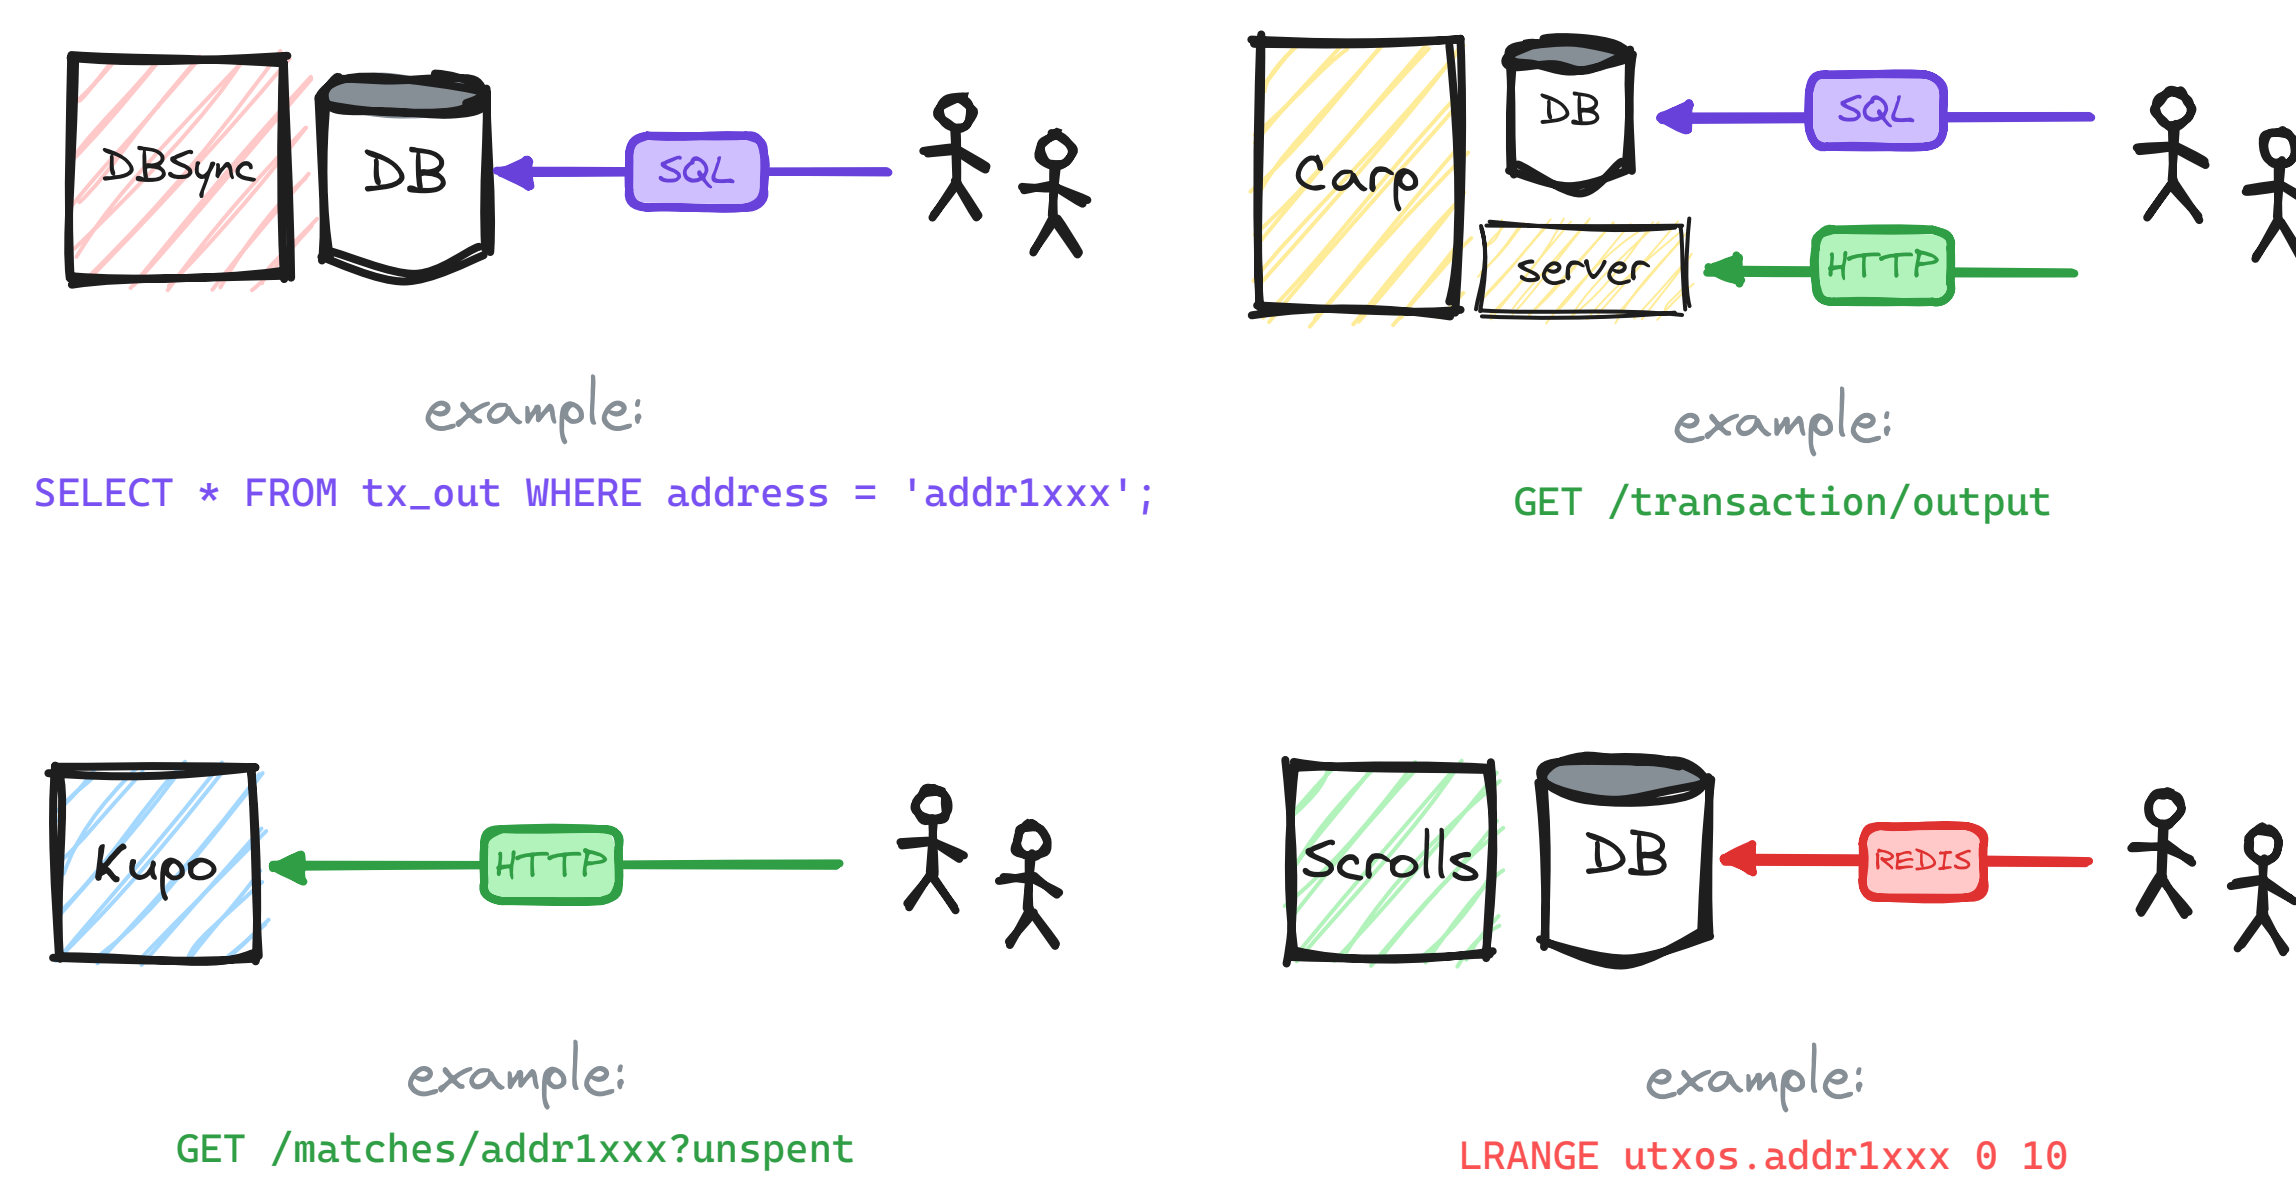 DBSync
DB
SQL
example:
SELECT * FROM tx_out WHERE address = 'addr1xxx';
Carp
DB
SQL
server
HTTP
example:
GET /transaction/output
Kupo
HTTP
example:
GET /matches/addr1xxx?unspent
Scrolls
DB
REDIS
example:
LRANGE utxos.addr1xxx 0 10